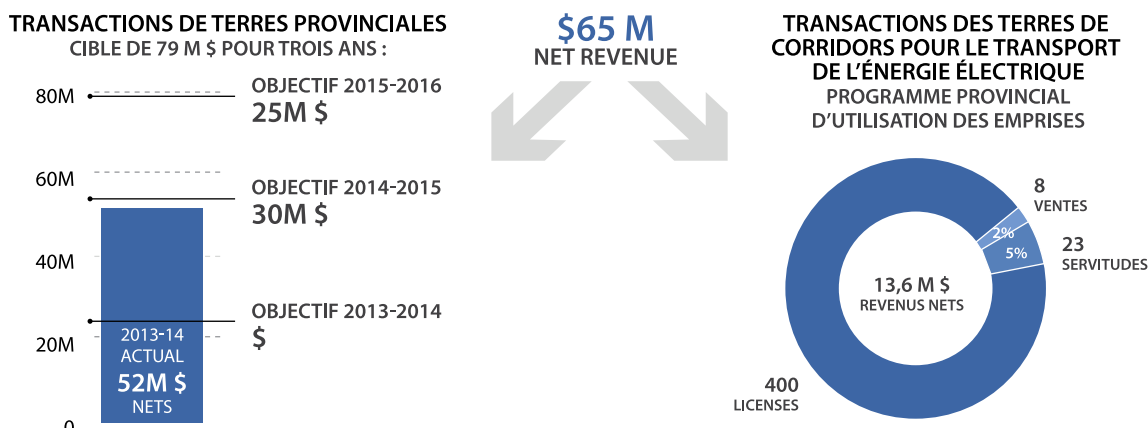 TRANSACTIONS DE TERRES PROVINCIALES
CIBLE DE 79 M $ POUR TROIS ANS :
80M
OBJECTIF 2015-2016
25M $
60M
OBJECTIF 2014-2015
30M $
40M
OBJECTIF 2013-2014
$
20M
2013-14
ACTUAL
52M $
NETS
0
$65 M
NET REVENUE
TRANSACTIONS DES TERRES DE
CORRIDORS POUR LE TRANSPORT
DE L'ÉNERGIE ÉLECTRIQUE
PROGRAMME PROVINCIAL
D'UTILISATION DES EMPRISES
8
VENTES
2%
23
SERVITUDES
5%
13,6 M $
REVENUS NETS
400
LICENSES